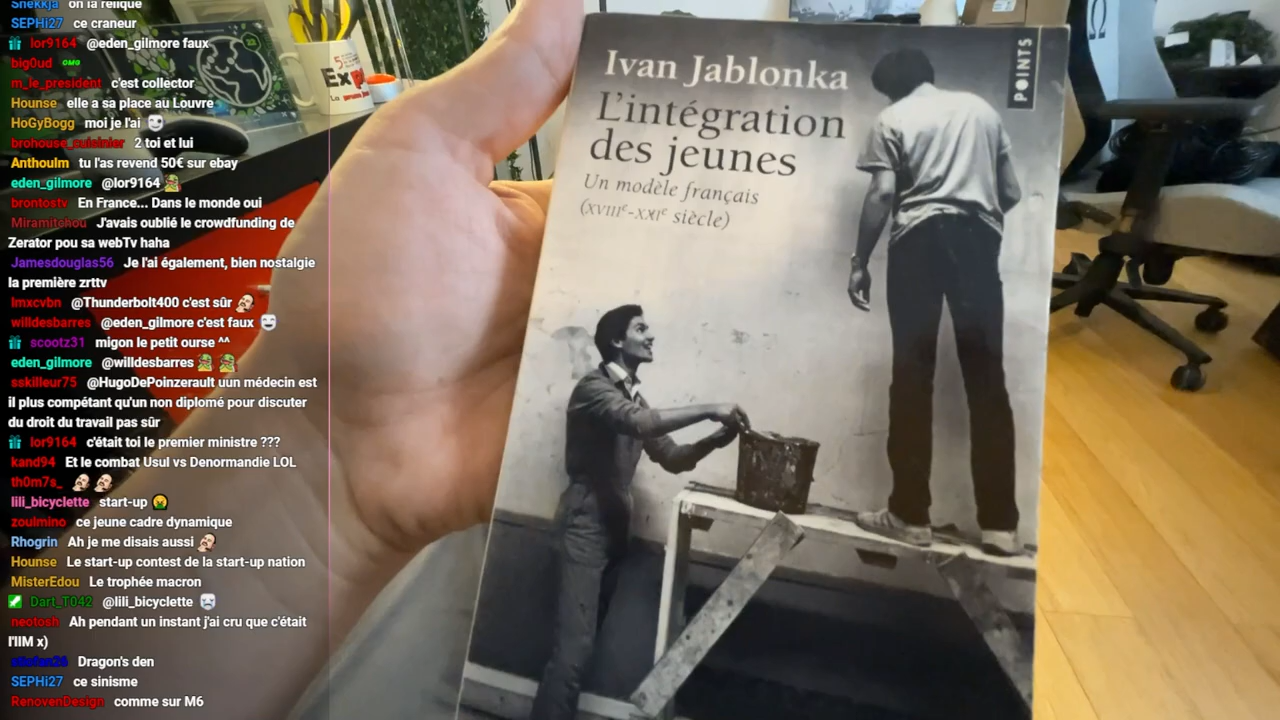 Snekkja on la relique
SEPHi27 ce craneur
lor9164 @eden_gilmore faux
big0ud GMG
m_le_president c'est collector
Hounse elle a sa place au Louvre
HoGyBogg moi je l'ai
brohouse_cuisinier 2 toi et lui
Anthoulm tu l'as revend 50€ sur ebay
eden_gilmore @lor9164
brontostv En France... Dans le monde oui
Miramitchou J'avais oublié le crowdfunding de
Zerator pou sa webTv haha
Jamesdouglas56 Je l'ai également, bien nostalgie
la première zrttv
lmxcvbn @Thunderbolt400 c'est sûr
willdesbarres @eden_gilmore c'est faux
scootz31 migon le petit ourse ^^
eden_gilmore @willdesbarres
sskilleur75 @HugoDePoinzerault uun médecin est
il plus compétant qu'un non diplomé pour discuter
du droit du travail pas sûr
lor9164 c'était toi le premier ministre ???
kand94 Et le combat Usul vs Denormandie LOL
th0m7s_
lili_bicyclette start-up
zoulmino ce jeune cadre dynamique
Rhogrin Ah je me disais aussi
Hounse Le start-up contest de la start-up nation
MisterEdou Le trophée macron
Dart_T042 @lili_bicyclette
neotosh Ah pendant un instant j'ai cru que c'était
l'IIM x)
Dragon's den
SEPHi27 ce sinisme
RenovenDesign comme sur M6
Exp
Ivan Jablonka
L'intégration
des jeunes
Un modèle français
(XVIIIe-XXIe siècle)
POINTS